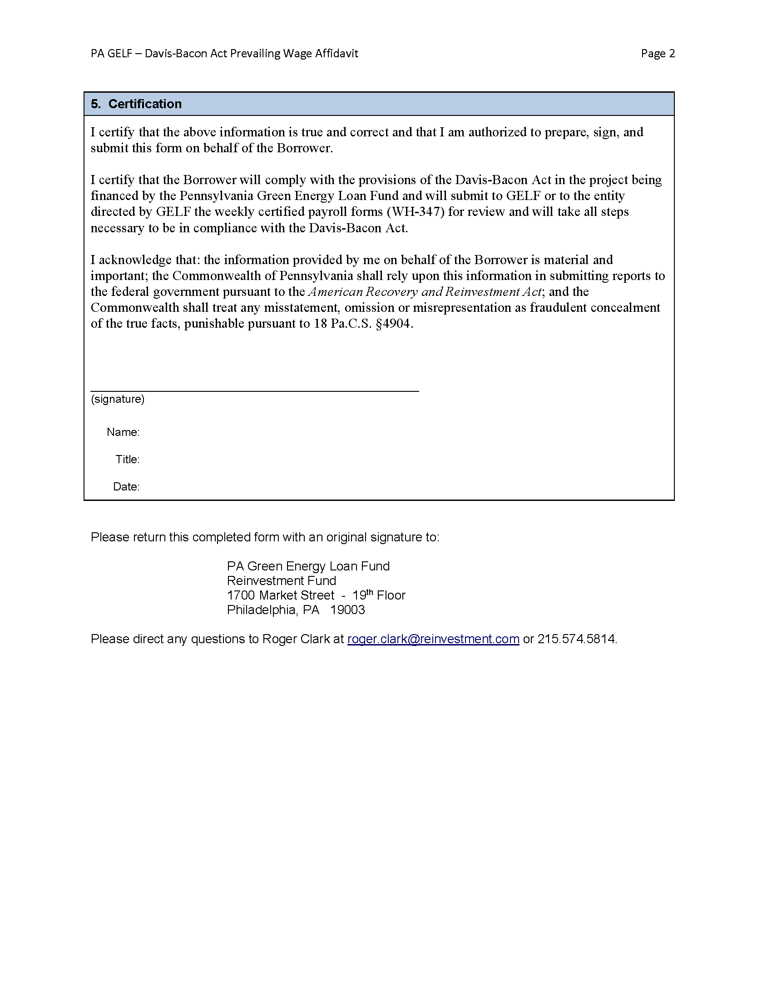 PA GELF – Davis-Bacon Act Prevailing Wage Affidavit Page 2
5. Certification
I certify that the above information is true and correct and that I am authorized to prepare, sign, and
submit this form on behalf of the Borrower.
I certify that the Borrower will comply with the provisions of the Davis-Bacon Act in the project being
financed by the Pennsylvania Green Energy Loan Fund and will submit to GELF or to the entity
directed by GELF the weekly certified payroll forms (WH-347) for review and will take all steps
necessary to be in compliance with the Davis-Bacon Act.
I acknowledge that: the information provided by me on behalf of the Borrower is material and
important; the Commonwealth of Pennsylvania shall rely upon this information in submitting reports to
the federal government pursuant to the American Recovery and Reinvestment Act; and the
Commonwealth shall treat any misstatement, omission or misrepresentation as fraudulent concealment
of the true facts, punishable pursuant to 18 Pa.C.S. §4904.
(signature)
Name:
Title:
Date:
Please return this completed form with an original signature to:
PA Green Energy Loan Fund
Reinvestment Fund
1700 Market Street - 19th Floor
Philadelphia, PA 19003
Please direct any questions to Roger Clark at roger.clark@reinvestment.com or 215.574.5814.